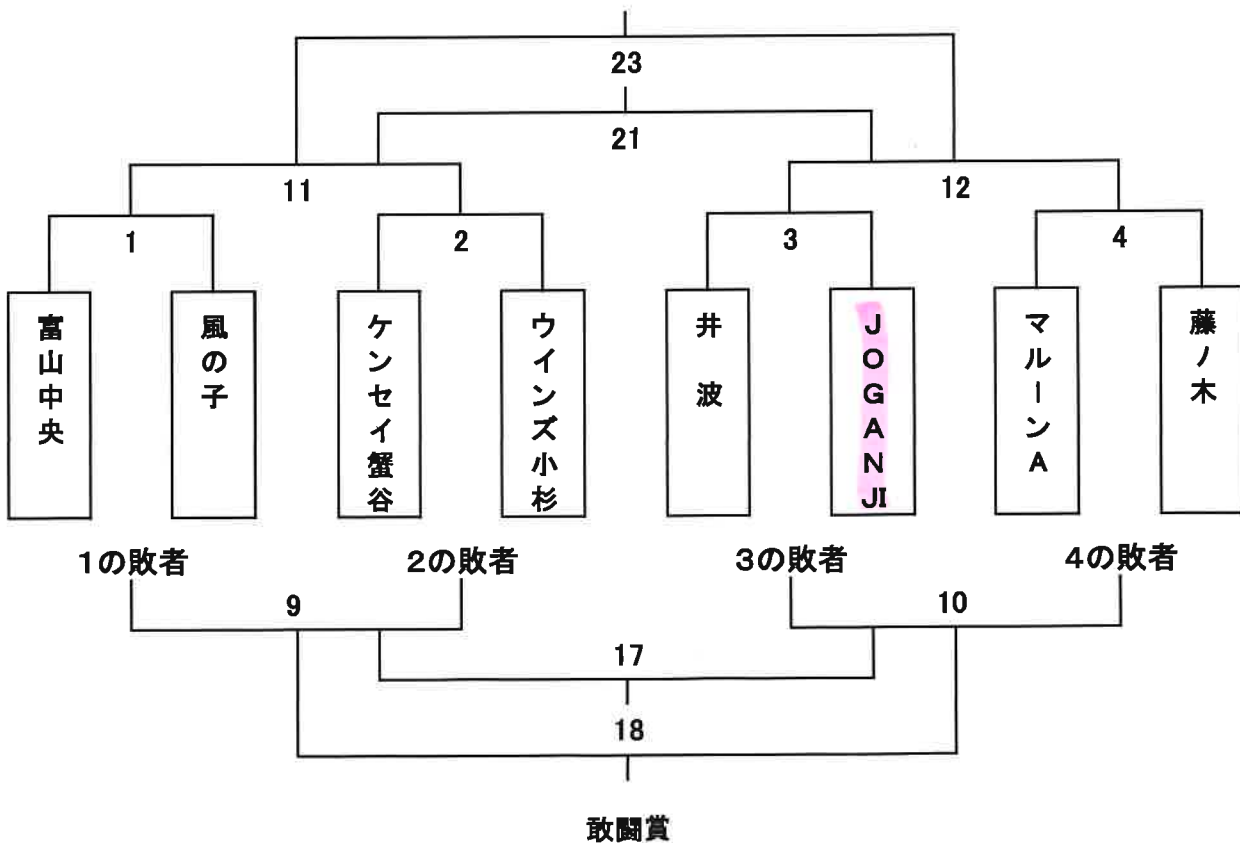 23
21
11
12
1
2
3
4
富山中央
風の子
ケンセイ蟹谷
ウインズ小杉
井波
JOGANJI
マルーンA
藤ノ木
1の敗者
2の敗者
3の敗者
4の敗者
9
10
17
18
敢闘賞